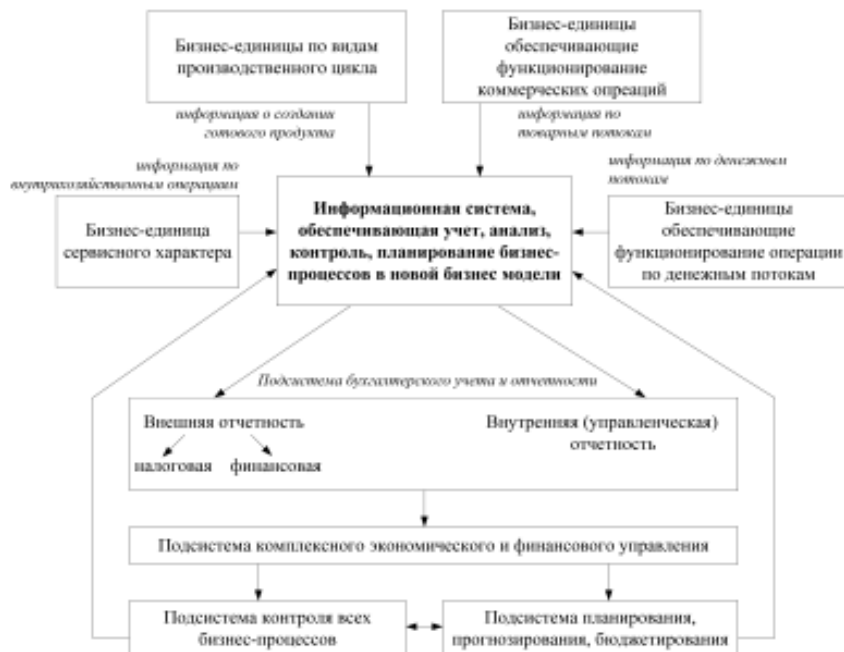 Бизнес-единицы по видам
производственного цикла
Бизнес-единицы
обеспечивающие
функционирование
коммерческих опреаций
информация о создании
готового продукта
информация по
товарным потокам
информация по
внутрихозяйственным операциям
информация по денежным
потокам
Бизнес-единица
сервисного характера
Информационная система,
обеспечивающая учет, анализ,
контроль, планирование бизнес-
процессов в новой бизнес модели
Бизнес-единицы
обеспечивающие
функционирование операции
по денежным потокам
Подсистема бухгалтерского учета и отчетности
Внешняя отчетность
налоговая финансовая
Внутренняя (управленческая)
отчетность
Подсистема комплексного экономического и финансового управления
Подсистема контроля всех
бизнес-процессов
Подсистема планирования,
прогнозирования, бюджетирования